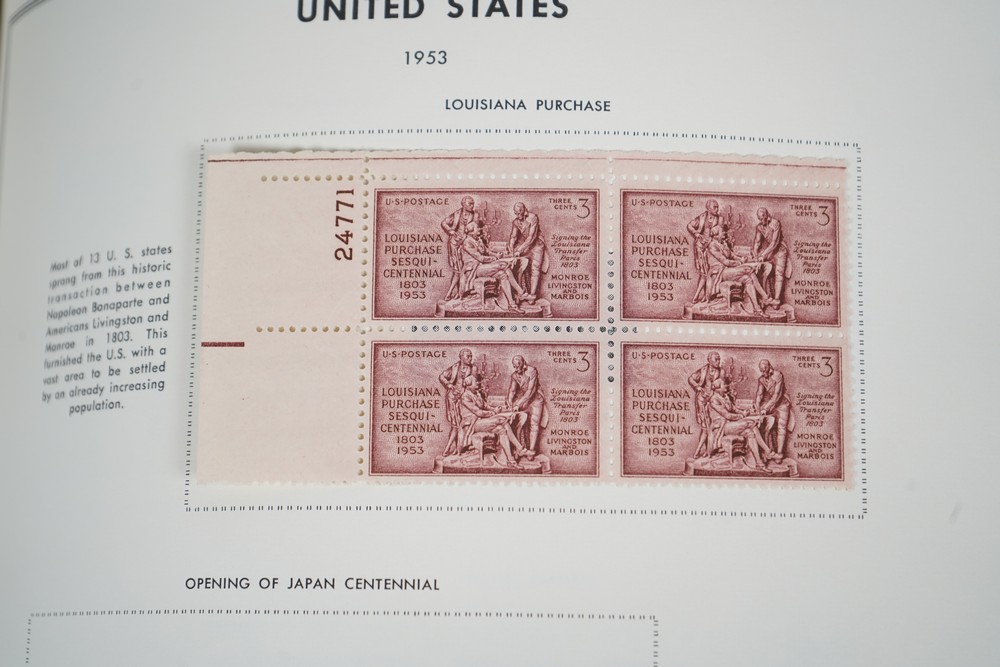 UNITED STATES
1953
LOUISIANA PURCHASE
Most of 13 U. S. states
sprang from this historic
transaction between
Napoleon Bonaparte and
Americans Livingston and
Monroe in 1803. This
furnished the U.S. with a
vast area to be settled
by an already increasing
population.
24771
U·S·POSTAGE
THREE
CENTS 3
LOUISIANA
PURCHASE
SESQUI-
CENTENNIAL
1803
1953
Signing the
Louisiana
Transfer
Paris
1803
MONROE
LIVINGSTON
AND
MARBOIS
U·S·POSTAGE
THREE
CENTS 3
LOUISIANA
PURCHASE
SESQUI-
CENTENNIAL
1803
1953
Signing the
Louisiana
Transfer
Paris
1803
MONROE
LIVINGSTON
AND
MARBOIS
U·S·POSTAGE
THREE
CENTS 3
LOUISIANA
PURCHASE
SESQUI-
CENTENNIAL
1803
1953
Signing the
Louisiana
Transfer
Paris
1803
MONROE
LIVINGSTON
AND
MARBOIS
U·S·POSTAGE
THREE
CENTS 3
LOUISIANA
PURCHASE
SESQUI-
CENTENNIAL
1803
1953
Signing the
Louisiana
Transfer
Paris
1803
MONROE
LIVINGSTON
AND
MARBOIS
OPENING OF JAPAN CENTENNIAL